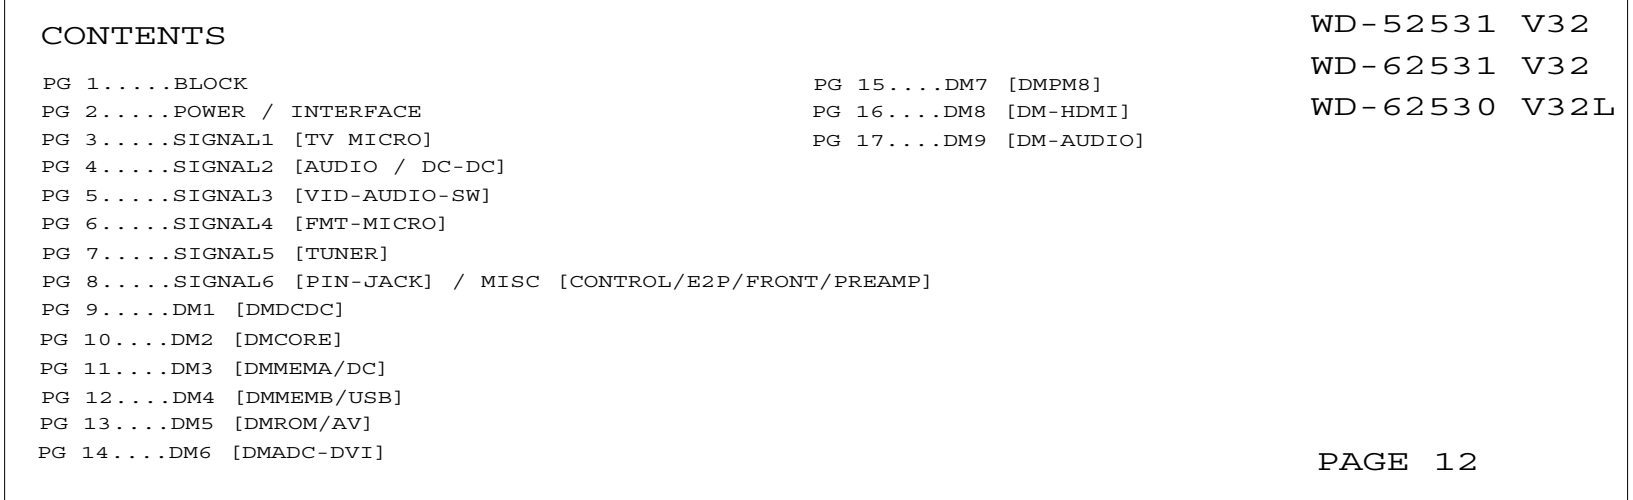 CONTENTS
PG 1.....BLOCK
PG 2.....POWER / INTERFACE
PG 3.....SIGNAL1 [TV MICRO]
PG 4.....SIGNAL2 [AUDIO / DC-DC]
PG 5.....SIGNAL3 [VID-AUDIO-SW]
PG 6.....SIGNAL4 [FMT-MICRO]
PG 7.....SIGNAL5 [TUNER]
PG 8.....SIGNAL6 [PIN-JACK] / MISC [CONTROL/E2P/FRONT/PREAMP]
PG 9.....DM1 [DMDCDC]
PG 10....DM2 [DMCORE]
PG 11....DM3 [DMMEMA/DC]
PG 12....DM4 [DMMEMB/USB]
PG 13....DM5 [DMROM/AV]
PG 14....DM6 [DMADC-DVI]
PG 15....DM7 [DMPM8]
PG 16....DM8 [DM-HDMI]
PG 17....DM9 [DM-AUDIO]
WD-52531 V32
WD-62531 V32
WD-62530 V32L
PAGE 12